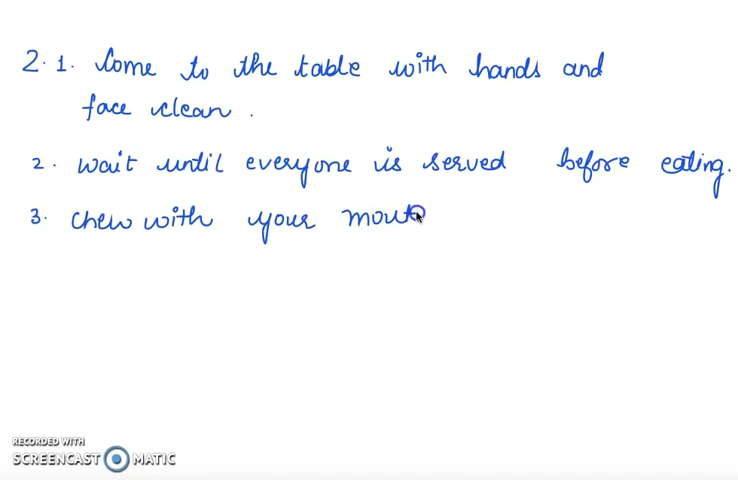 2. 1. Come to the table with hands and
face clean .
2. wait until everyone is served before eating.
3. chew with your mout
RECORDED WITH
SCREENCAST MATIC